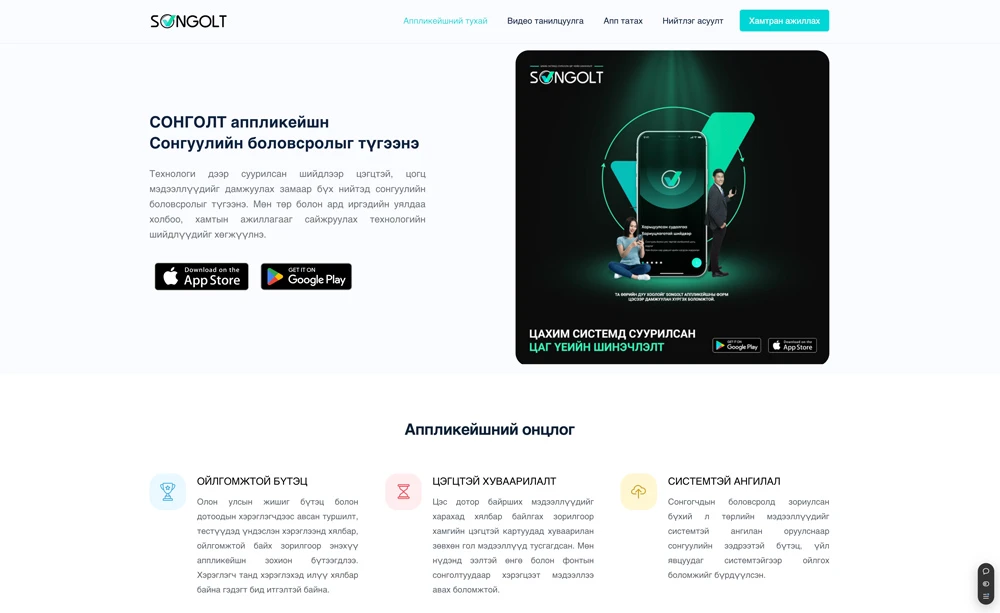 SONGOLT
Аппликейшний тухай
Видео танилцуулга
Апп татах
Нийтлэг асуулт
Хамтран ажиллах
СОНГОЛТ аппликейшн
Сонгуулийн боловсролыг түгээнэ
Технологи дээр суурилсан шийдлээр цэгцтэй, цогц
мэдээллүүдийг дамжуулах замаар бүх нийтэд сонгуулийн
боловсролыг түгээнэ. Мөн төр болон ард иргэдийн уялдаа
холбоо, хамтын ажиллагааг сайжруулах технологийн
шийдлүүдийг хөгжүүлнэ.
Download on the
App Store
GET IT ON
Google Play
SONGOLT
ТА ӨӨРИЙН ДУУ ХООЛОЙГ SONGOLT АППЛИКЕЙШНЫ ФОРМ
ЦЭСЭЭР ДАМЖУУЛАН ХҮРГЭХ БОЛОМЖТОЙ.
ЦАХИМ СИСТЕМД СУУРИЛСАН
ЦАГ ҮЕИЙН ШИНЭЧЛЭЛТ
Google Play
Download on the
App Store
Аппликейшний онцлог
ОЙЛГОМЖТОЙ БҮТЭЦ
Олон улсын жишиг бүтэц болон
дотоодын хэрэглэгчдээс авсан туршилт,
тестүүдэд үндэслэн хэрэглээнд хялбар,
ойлгомжтой байх зорилгоор энэхүү
аппликейшн зохион бүтээгдлээ.
Хэрэглэгч танд хэрэглэхэд илүү хялбар
байна гэдэгт бид итгэлтэй байна.
ЦЭГЦТЭЙ ХУВААРИЛАЛТ
Цэс дотор байрших мэдээллүүдийг
харахад хялбар байлгах зорилгоор
хамгийн цэгцтэй картуудад хуваарилан
зөвхөн гол мэдээллүүд тусгагдсан. Мөн
нүдэнд ээлтэй өнгө болон фонтын
сонголтуудаар хэрэгцээт мэдээллээ
авах боломжтой.
СИСТЕМТЭЙ АНГИЛАЛ
Сонгогчдын боловсролд зориулсан
бүхий л төрлийн мэдээллүүдийг
системтэй ангилан оруулснаар
сонгуулийн ээдрээтэй бүтэц, үйл
явцуудаг системтэйгээр ойлгох
боломжийг бүрдүүлсэн.